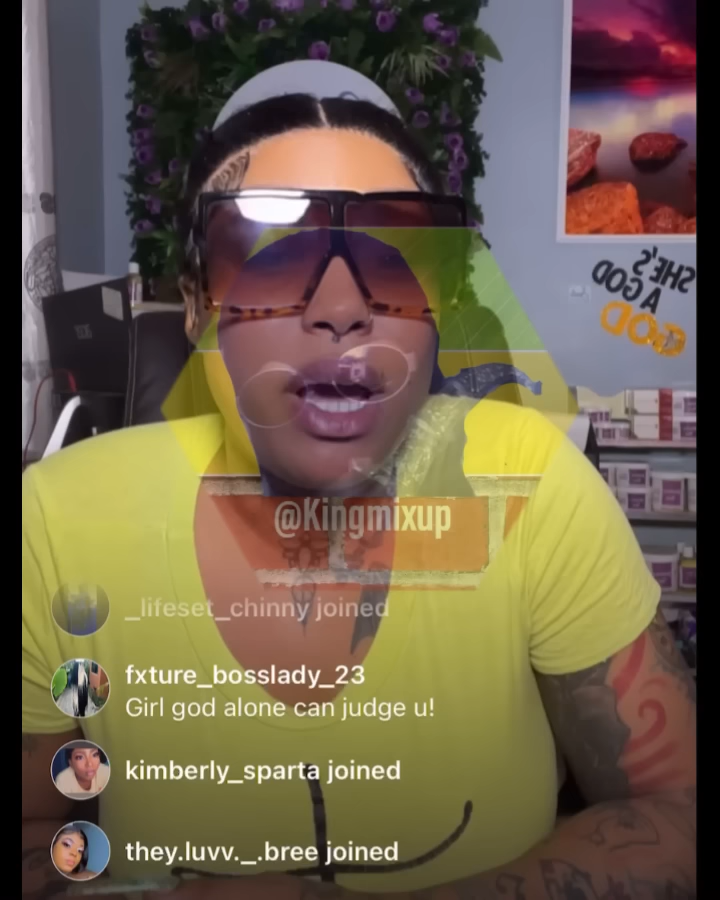 SHE'S
A GOD
GOD
@Kingmixup
_lifeset_chinny joined
fxture_bosslady_23
Girl god alone can judge u!
kimberly_sparta joined
they.luvv._.bree joined